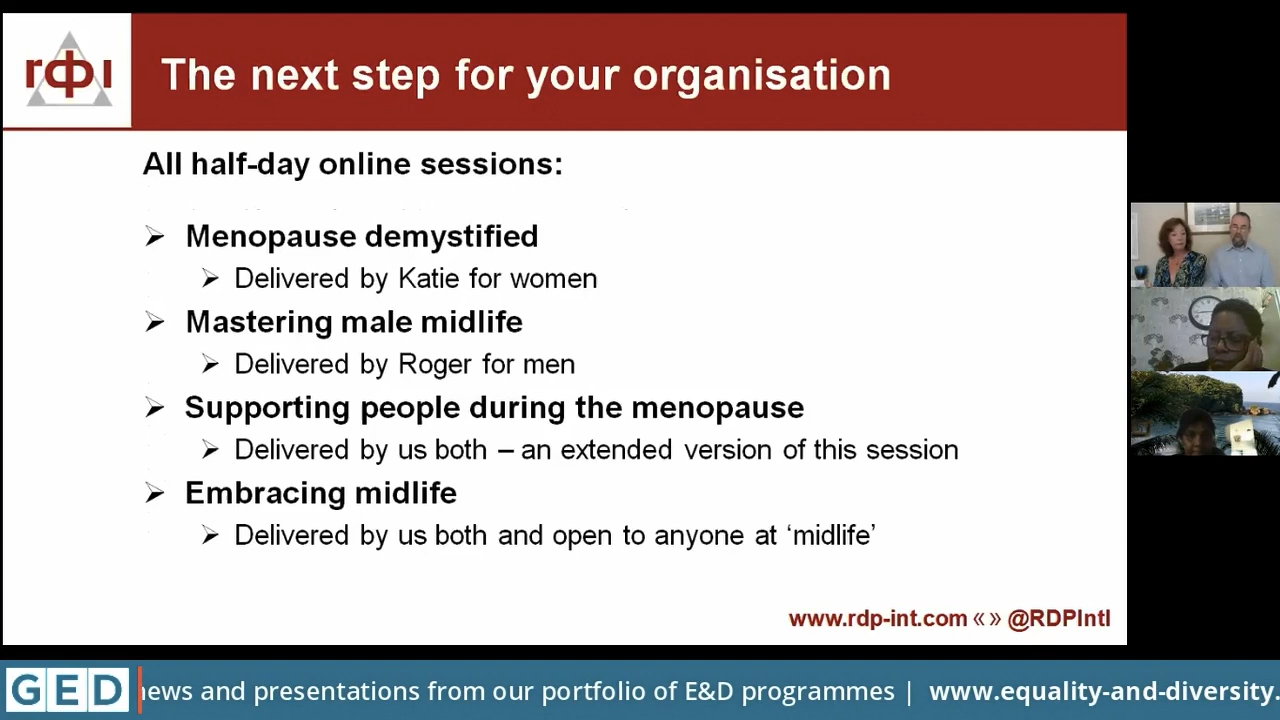 rфı
The next step for your organisation
All half-day online sessions:
➢ Menopause demystified
➢ Delivered by Katie for women
➢ Mastering male midlife
➢ Delivered by Roger for men
➢ Supporting people during the menopause
➢ Delivered by us both – an extended version of this session
➢ Embracing midlife
➢ Delivered by us both and open to anyone at ‘midlife’
www.rdp-int.com «» @RDPIntl
GED
news and presentations from our portfolio of E&D programmes | www.equality-and-diversity.